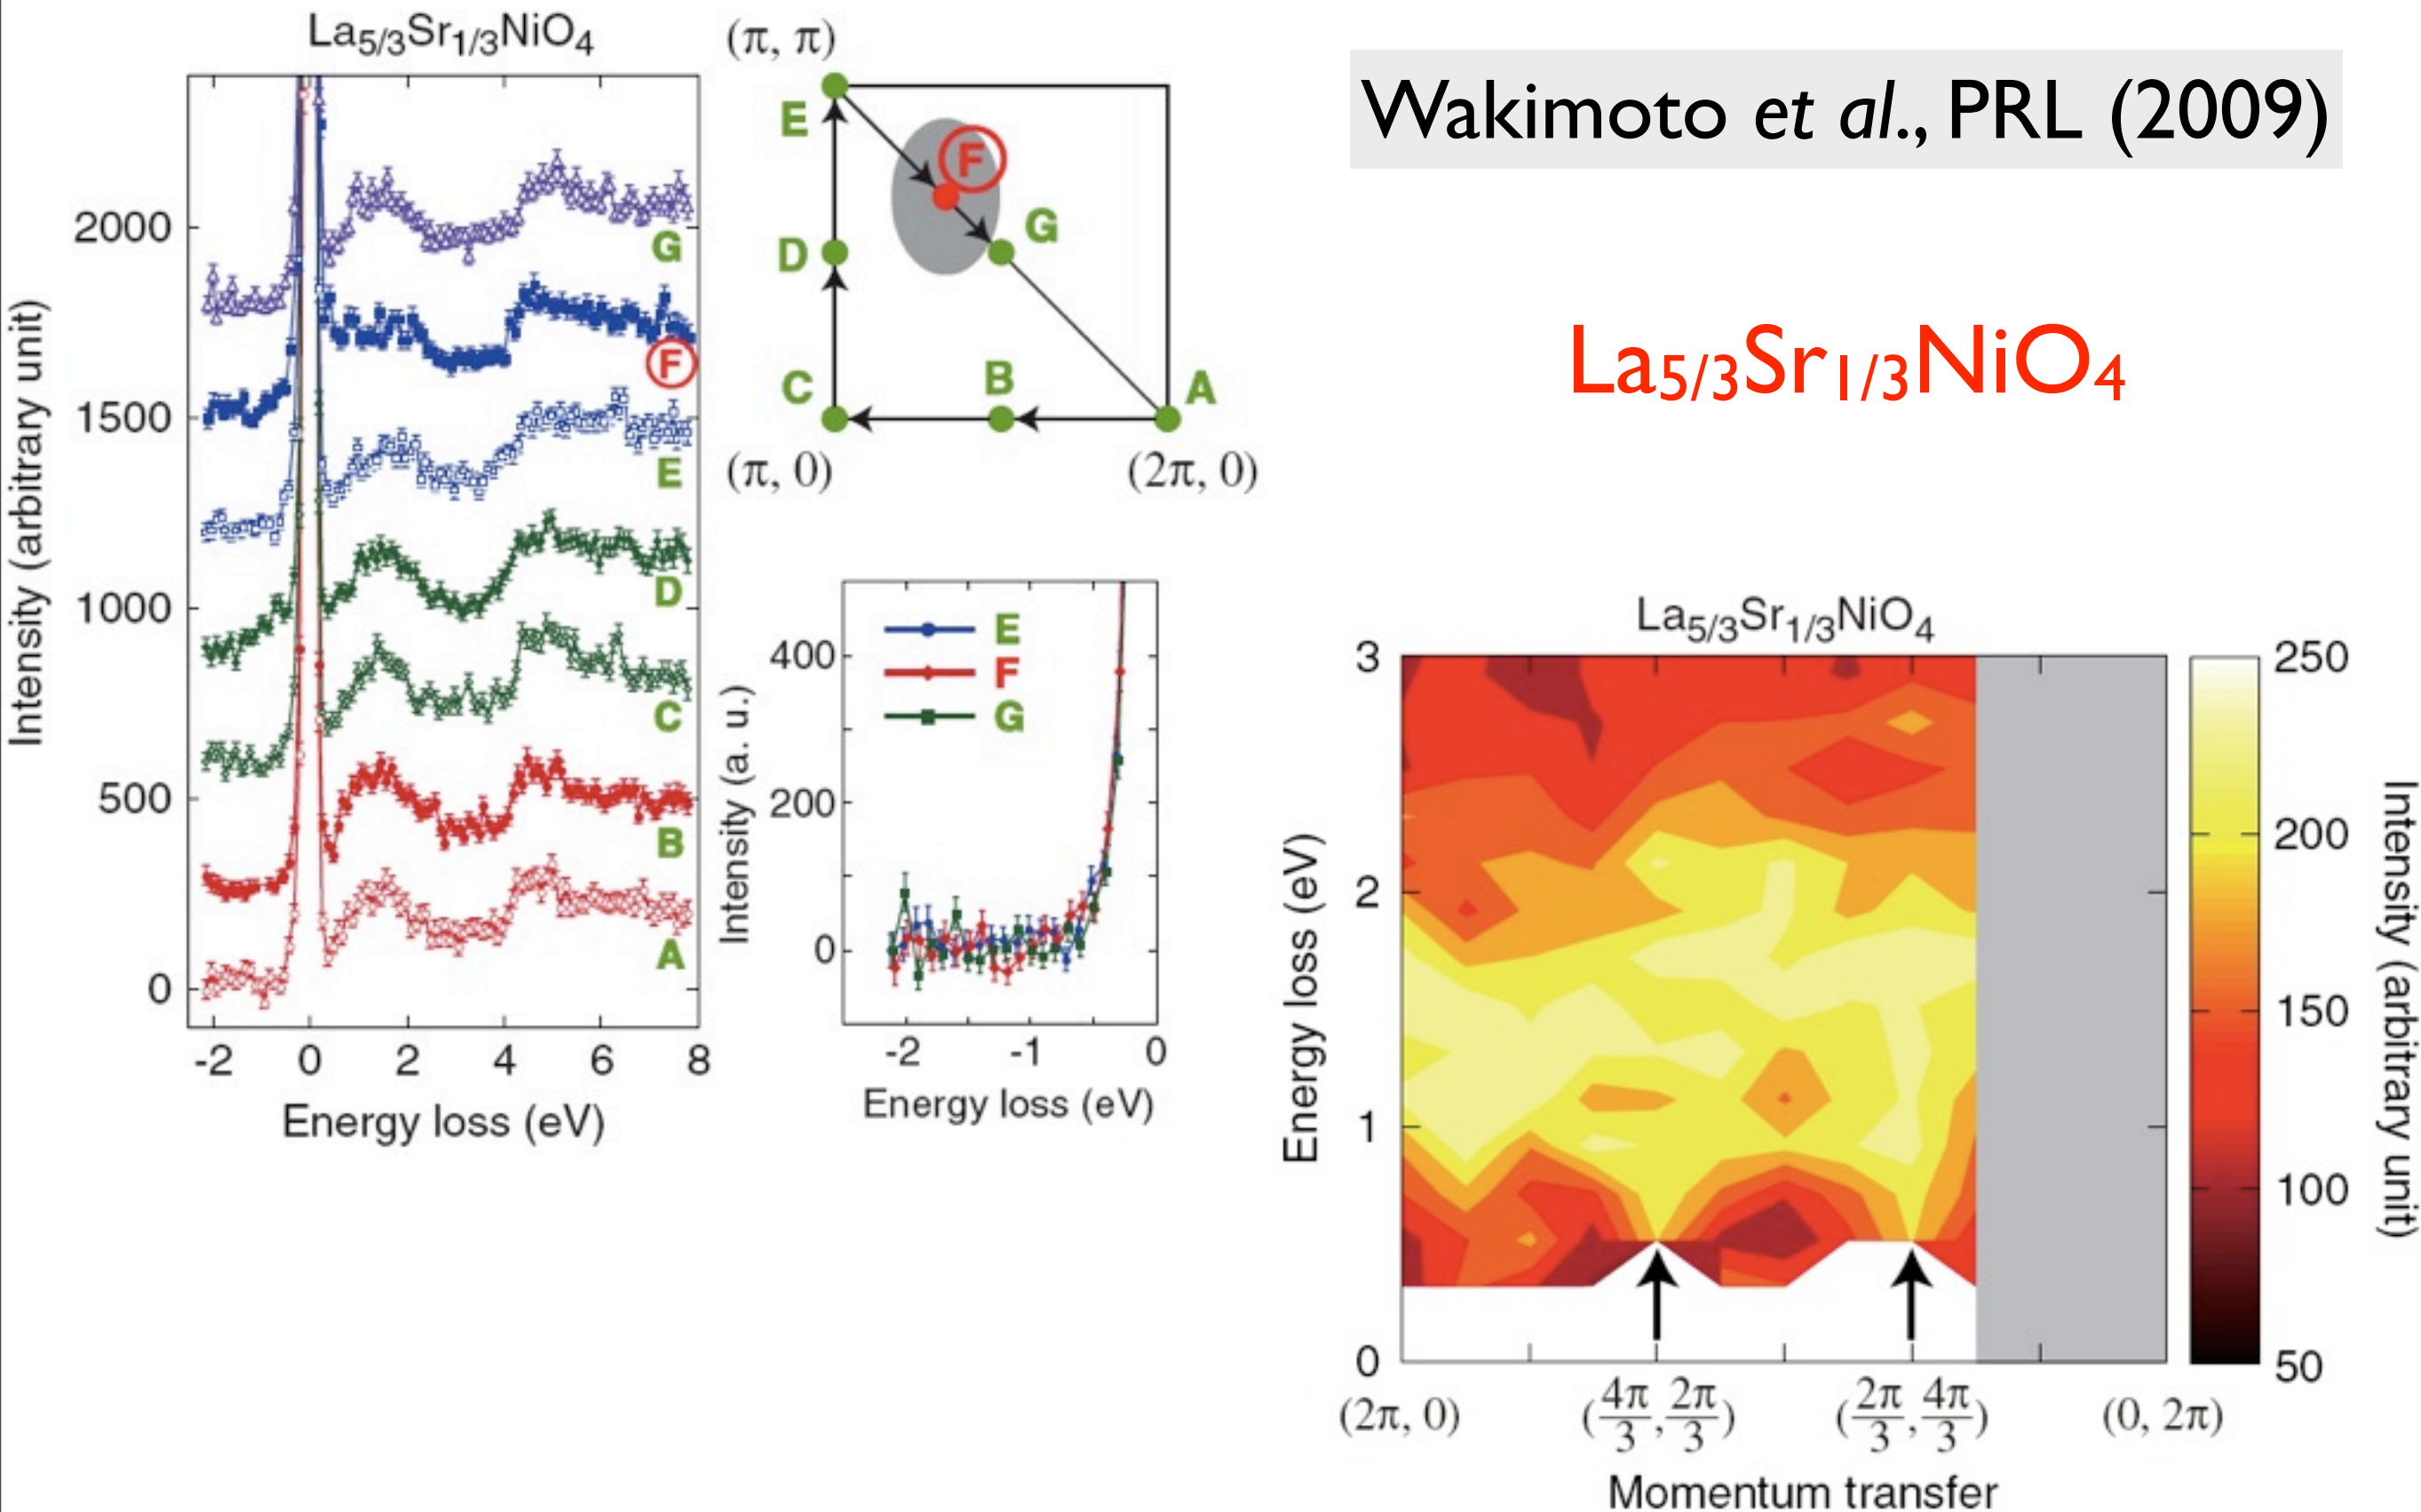 La5/3Sr1/3NiO4
Intensity (arbitrary unit)
2000
1500
1000
500
0
G
F
E
D
C
B
A
-2 0 2 4 6 8
Energy loss (eV)
(π, π)
E
F
G
D
C
B
A
(π, 0)
(2π, 0)
Intensity (a. u.)
400
200
0
E
F
G
-2 -1 0
Energy loss (eV)
Wakimoto et al., PRL (2009)
La5/3Sr1/3NiO4
La5/3Sr1/3NiO4
Energy loss (eV)
3
2
1
0
(2π, 0) (4π/3, 2π/3) (2π/3, 4π/3) (0, 2π)
Momentum transfer
250
200
150
100
50
Intensity (arbitrary unit)